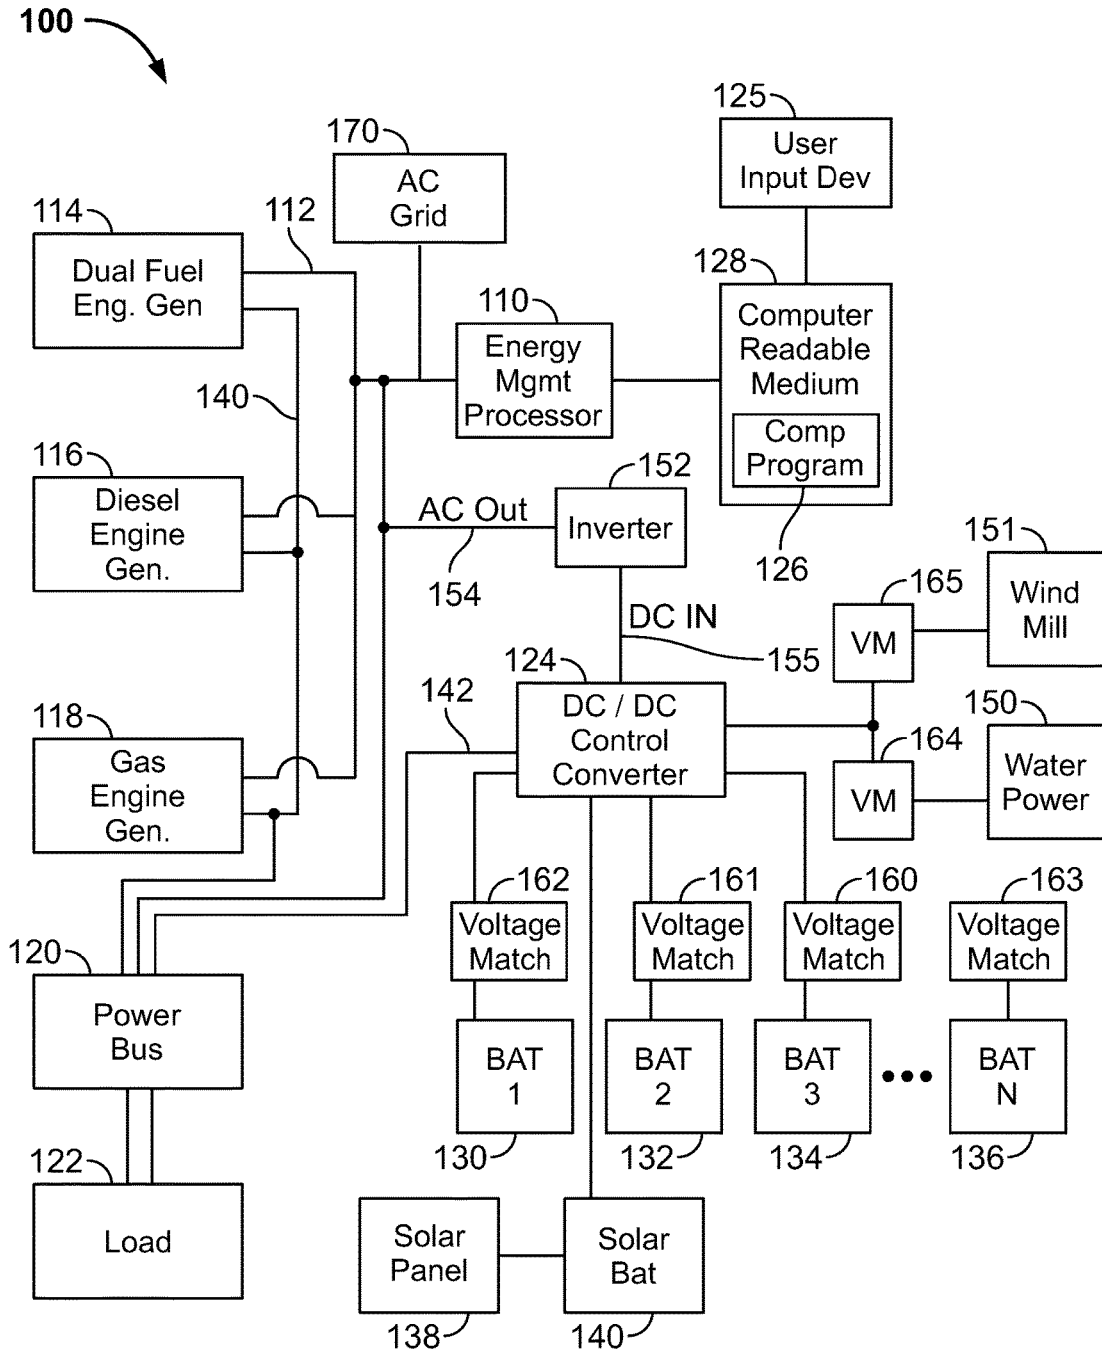 100
125
User
Input Dev
170
AC
Grid
114
Dual Fuel
Eng. Gen
112
128
Computer
Readable
Medium
Comp
Program
126
110
Energy
Mgmt
Processor
140
116
Diesel
Engine
Gen.
152
Inverter
AC Out
154
DC IN
155
151
Wind
Mill
165
VM
124
DC / DC
Control
Converter
142
118
Gas
Engine
Gen.
150
Water
Power
164
VM
162
Voltage
Match
161
Voltage
Match
160
Voltage
Match
163
Voltage
Match
120
Power
Bus
BAT
1
130
BAT
2
132
BAT
3
134
BAT
N
136
122
Load
Solar
Panel
138
Solar
Bat
140